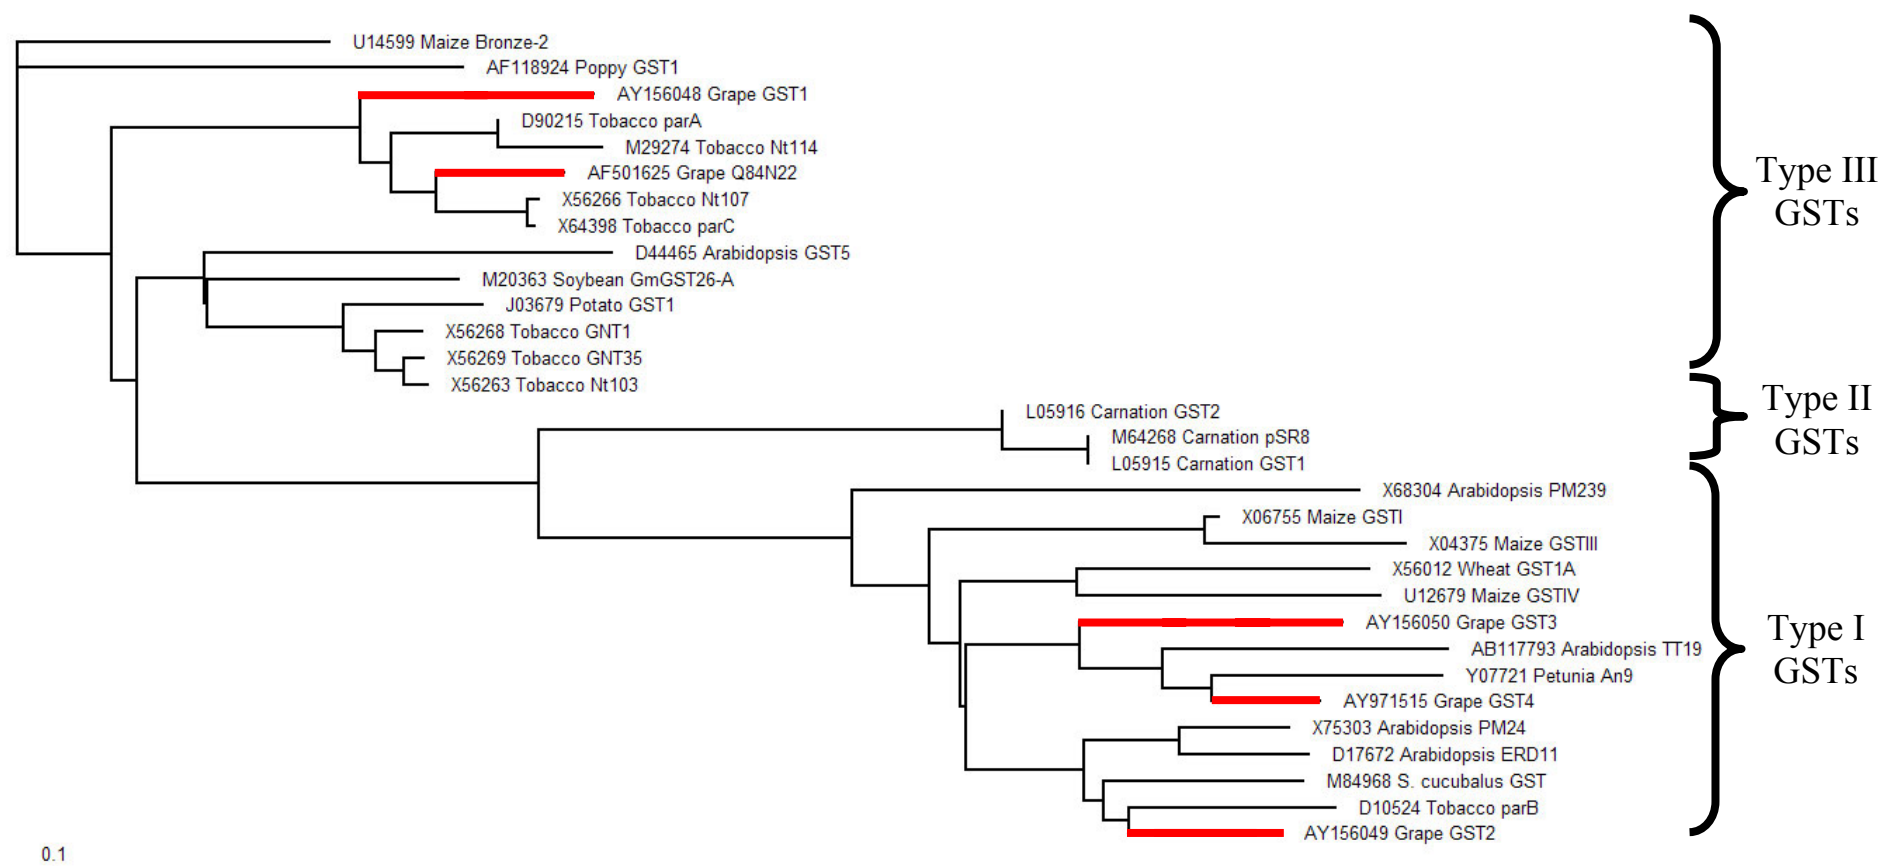 U14599 Maize Bronze-2
AF118924 Poppy GST1
AY156048 Grape GST1
D90215 Tobacco parA
M29274 Tobacco Nt114
AF501625 Grape Q84N22
X56266 Tobacco Nt107
X64398 Tobacco parC
D44465 Arabidopsis GST5
M20363 Soybean GmGST26-A
J03679 Potato GST1
X56268 Tobacco GNT1
X56269 Tobacco GNT35
X56263 Tobacco Nt103
Type III
GSTs
L05916 Carnation GST2
M64268 Carnation pSR8
L05915 Carnation GST1
Type II
GSTs
X68304 Arabidopsis PM239
X06755 Maize GSTI
X04375 Maize GSTIII
X56012 Wheat GST1A
U12679 Maize GSTIV
AY156050 Grape GST3
AB117793 Arabidopsis TT19
Y07721 Petunia An9
AY971515 Grape GST4
X75303 Arabidopsis PM24
D17672 Arabidopsis ERD11
M84968 S. cucubalus GST
D10524 Tobacco parB
AY156049 Grape GST2
Type I
GSTs
0.1